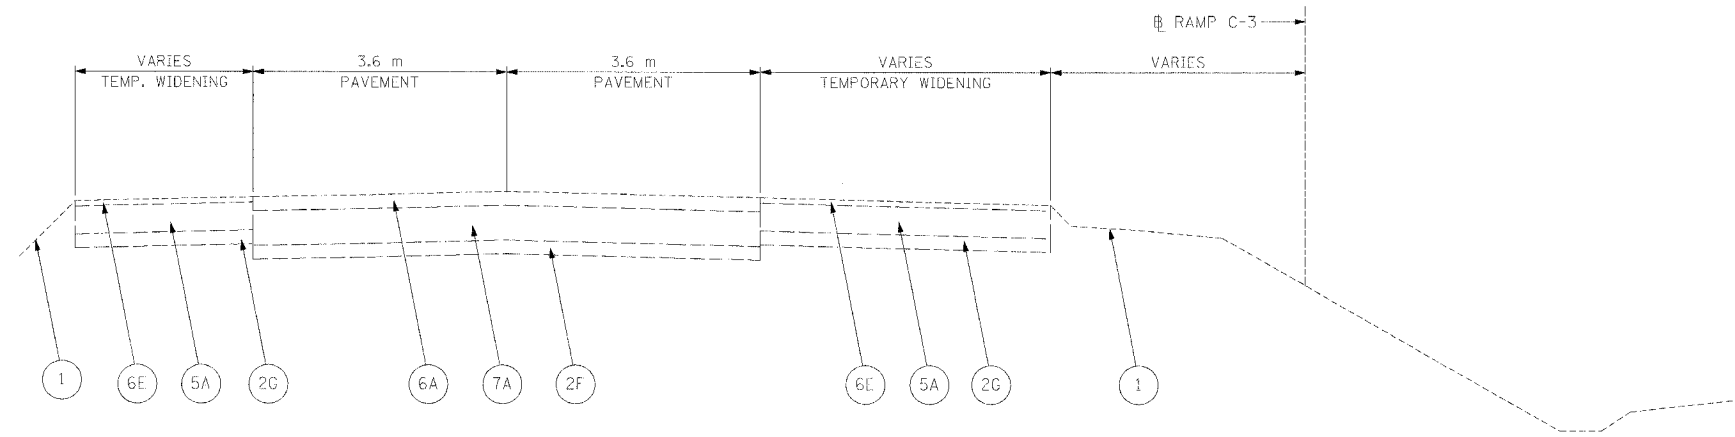 ℄ RAMP C-3
VARIES
TEMP. WIDENING
3.6 m
PAVEMENT
3.6 m
PAVEMENT
VARIES
TEMPORARY WIDENING
VARIES
1
6E
5A
2G
6A
7A
2F
6E
5A
2G
1